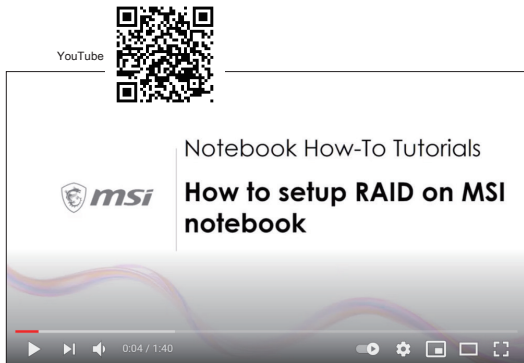 YouTube
Notebook How-To Tutorials
msi
How to setup RAID on MSI
notebook
0:04 / 1:40